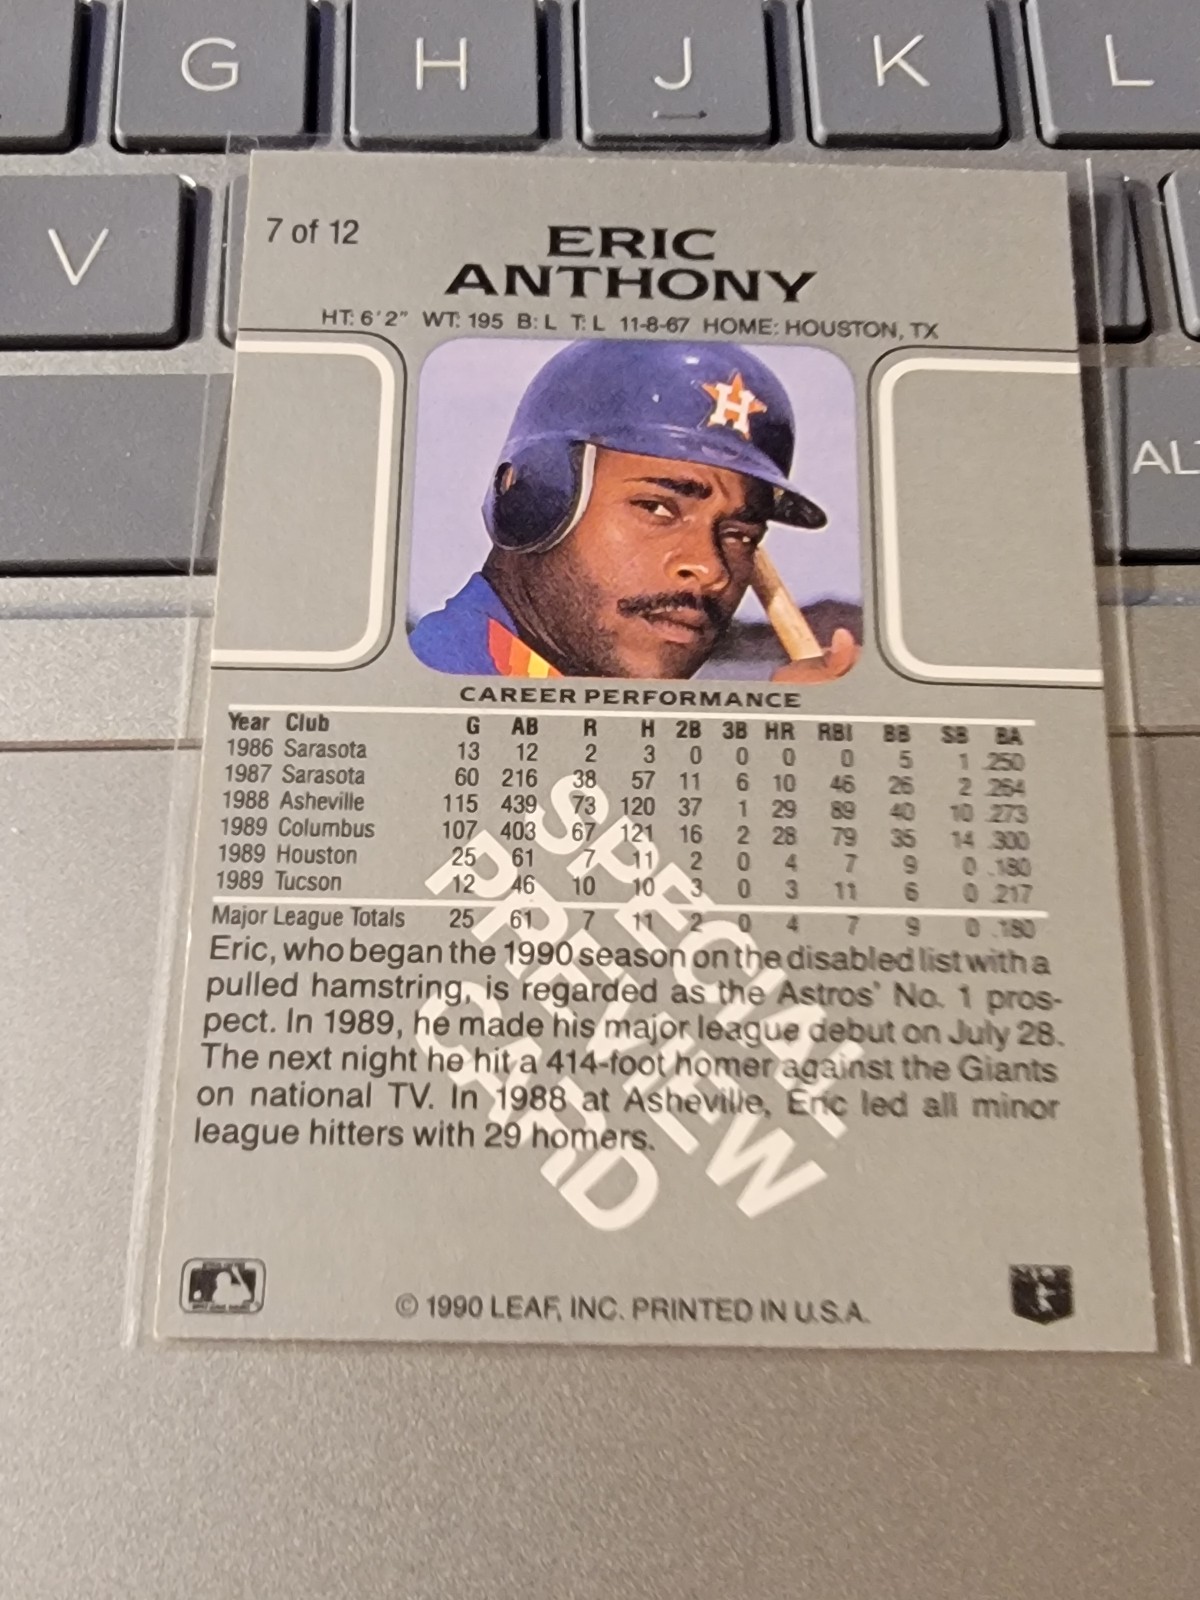 G H J K L
V
ALT
7 of 12
ERIC
ANTHONY
HT: 6'2" WT: 195 B: L T: L 11-8-67 HOME: HOUSTON, TX
H
CAREER PERFORMANCE
Year Club G AB R H 2B 3B HR RBI BB SB BA
1986 Sarasota 13 12 2 3 0 0 0 0 5 1 .250
1987 Sarasota 60 216 38 57 11 6 10 46 26 2 .264
1988 Asheville 115 439 73 120 37 1 29 89 40 10 .273
1989 Columbus 107 403 67 121 16 2 28 79 35 14 .300
1989 Houston 25 61 7 11 2 0 4 7 9 0 .180
1989 Tucson 12 46 10 10 3 0 3 11 6 0 .217
Major League Totals 25 61 7 11 2 0 4 7 9 0 .180
Eric, who began the 1990 season on the disabled list with a
pulled hamstring, is regarded as the Astros' No. 1 pros-
pect. In 1989, he made his major league debut on July 28.
The next night he hit a 414-foot homer against the Giants
on national TV. In 1988 at Asheville, Eric led all minor
league hitters with 29 homers.
SPECIAL
PREVIEW
CARD
© 1990 LEAF, INC. PRINTED IN U.S.A.